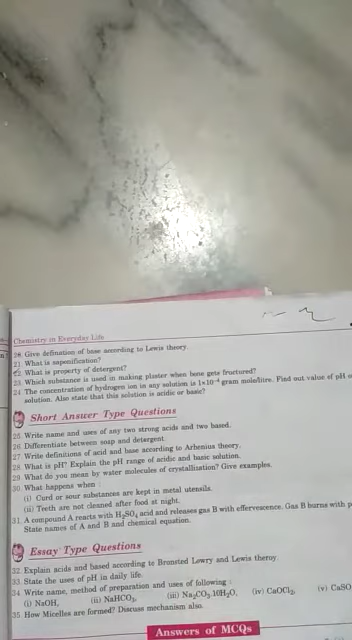 Chemistry in Everyday Life
20. Give defination of base according to Lewis theory.
21. What is saponification?
22. What is property of detergent?
23. Which substance is used in making plaster when bone gets fractured?
24. The concentration of hydrogen ion in any solution is 1×10⁻⁴ gram mole/litre. Find out value of pH o
solution. Also state that this solution is acidic or basic?
Short Answer Type Questions
25. Write name and uses of any two strong acids and two based.
26. Differentiate between soap and detergent.
27. Write definitions of acid and base according to Arhenius theory.
28. What is pH? Explain the pH range of acidic and basic solution.
29. What do you mean by water molecules of crystallisation? Give examples.
30. What happens when :
(i) Curd or sour substances are kept in metal utensils.
(ii) Teeth are not cleaned after food at night.
31. A compound A reacts with H₂SO₄ acid and releases gas B with effervescence. Gas B burns with p
State names of A and B and chemical equation.
Essay Type Questions
32. Explain acids and based according to Bronsted Lowry and Lewis theroy.
33. State the uses of pH in daily life.
34. Write name, method of preparation and uses of following :
(i) NaOH, (ii) NaHCO₃, (iii) Na₂CO₃.10H₂O, (iv) CaOCl₂, (v) CaSO
35. How Micelles are formed? Discuss mechanism also.
Answers of MCQs